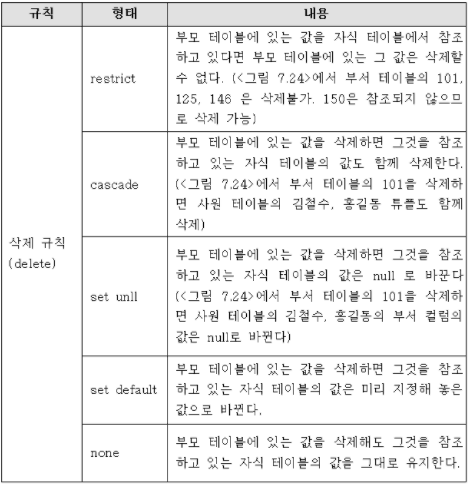 규칙 형태 내용
삭제 규칙
(delete)
restrict
부모 테이블에 있는 값을 자식 테이블에서 참조
하고 있다면 부모 테이블에 있는 그 값은 삭제할
수 없다. (<그림 7.24>에서 부서 테이블의 101,
125, 146 은 삭제불가. 150은 참조되지 않으므
로 삭제 가능)
cascade
부모 테이블에 있는 값을 삭제하면 그것을 참조
하고 있는 자식 테이블의 값도 함께 삭제한다.
(<그림 7.24>에서 부서 테이블의 101을 삭제하
면 사원 테이블의 김철수, 홍길동 튜플도 함께
삭제)
set unll
부모 테이블에 있는 값을 삭제하면 그것을 참조
하고 있는 자식 테이블의 값은 null 로 바꾼다
(<그림 7.24>에서 부서 테이블의 101을 삭제하
면 사원 테이블의 김철수, 홍길동의 부서 컬럼의
값은 null로 바뀐다)
set default
부모 테이블에 있는 값을 삭제하면 그것을 참조
하고 있는 자식 테이블의 값은 미리 지정해 놓은
값으로 바뀐다.
none
부모 테이블에 있는 값을 삭제해도 그것을 참조
하고 있는 자식 테이블의 값을 그대로 유지한다.